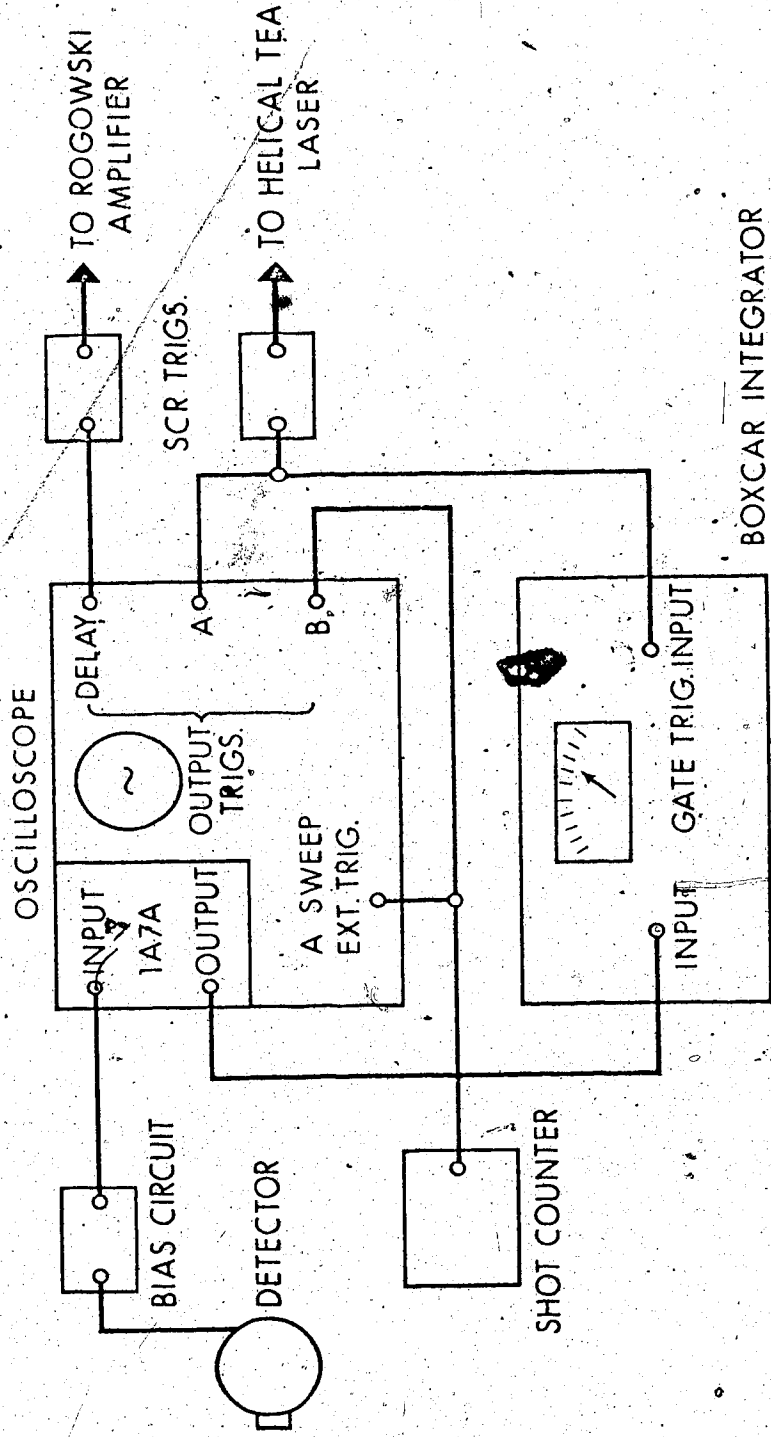 OSCILLOSCOPE
INPUT
1A7A
OUTPUT
DELAY
A
B
OUTPUT
TRIGS.
A SWEEP
EXT. TRIG.
TO ROGOWSKI
AMPLIFIER
SCR TRIGS.
TO HELICAL TEA
LASER
BIAS CIRCUIT
DETECTOR
SHOT COUNTER
INPUT
GATE TRIG. INPUT
BOXCAR INTEGRATOR